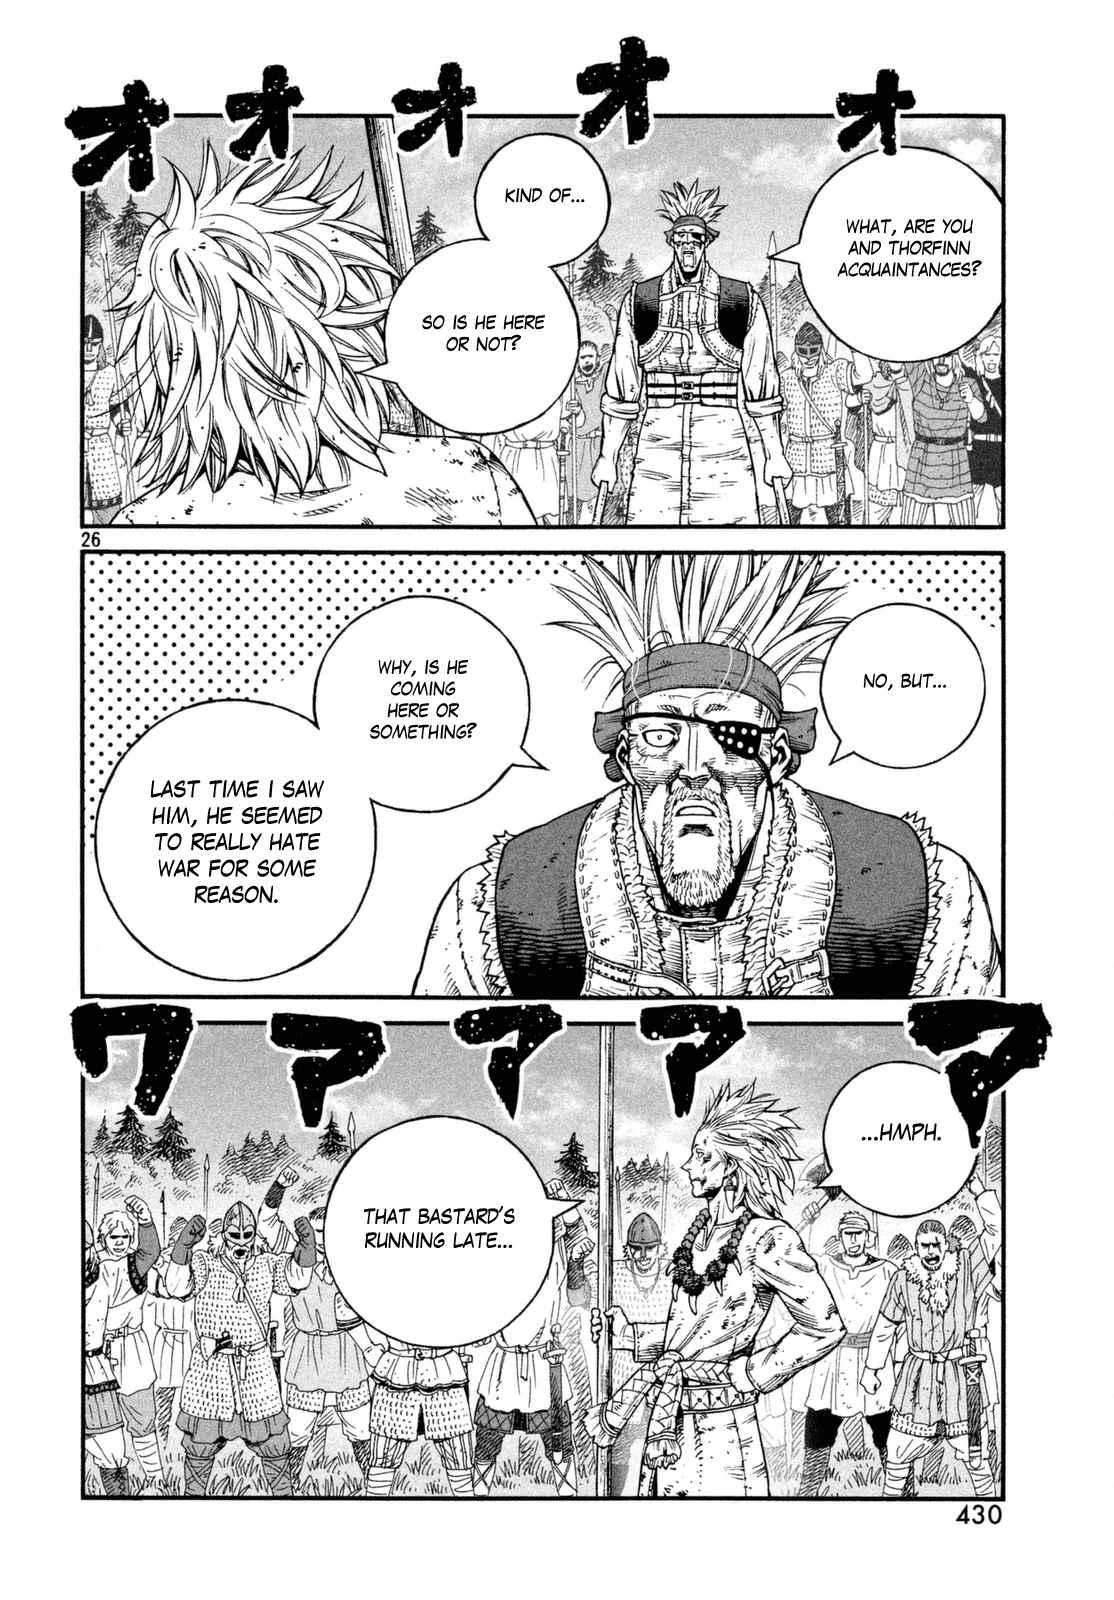 オオオオオ
WHAT, ARE YOU
AND THORFINN
ACQUAINTANCES?
KIND OF...
SO IS HE HERE
OR NOT?
26
NO, BUT...
WHY, IS HE
COMING
HERE OR
SOMETHING?
LAST TIME I SAW
HIM, HE SEEMED
TO REALLY HATE
WAR FOR SOME
REASON.
ワアアアア
...HMPH.
THAT BASTARD'S
RUNNING LATE...
430